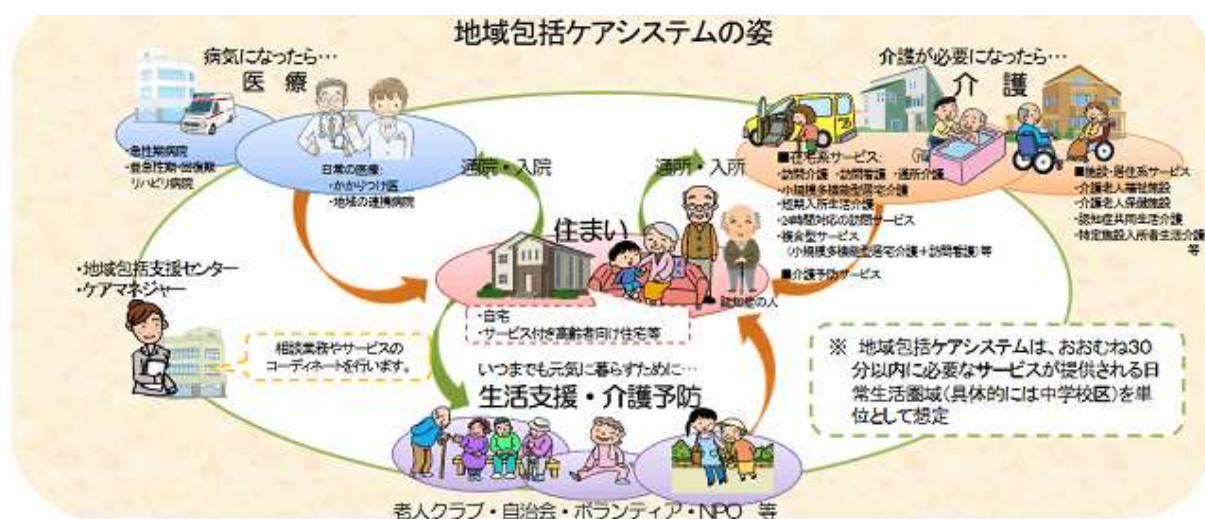 地域包括ケアシステムの姿
病気になったら…
医 療
・急性期病院
・亜急性期・回復期
リハビリ病院
日常の医療:
・かかりつけ医
・地域の連携病院
通院・入院
通所・入所
介護が必要になったら…
介 護
■在宅系サービス:
・訪問介護 ・訪問看護 ・通所介護
・小規模多機能型居宅介護
・短期入所生活介護
・24時間対応の訪問サービス
・複合型サービス
(小規模多機能型居宅介護+訪問看護)等
■介護予防サービス
■施設・居住系サービス
・介護老人福祉施設
・介護老人保健施設
・認知症共同生活介護
・特定施設入所者生活介護
等
住まい
認知症の人
・自宅
・サービス付き高齢者向け住宅等
・地域包括支援センター
・ケアマネジャー
相談業務やサービスの
コーディネートを行います。
いつまでも元気に暮らすために…
生活支援・介護予防
老人クラブ・自治会・ボランティア・NPO 等
※ 地域包括ケアシステムは、おおむね30
分以内に必要なサービスが提供される日
常生活圏域(具体的には中学校区)を単
位として想定